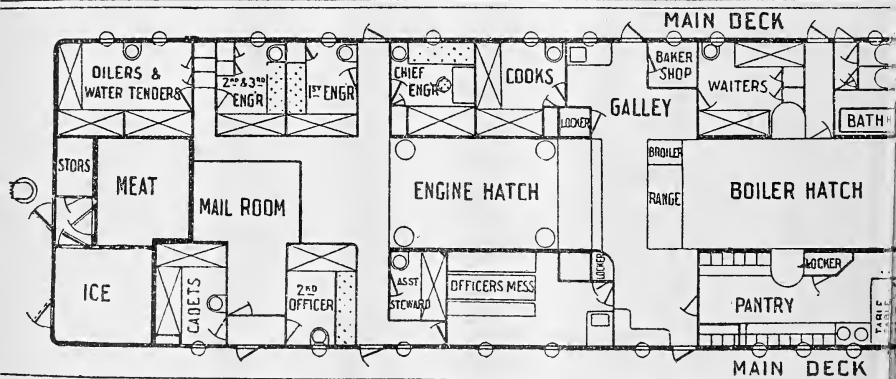 MAIN DECK
OILERS &
WATER TENDERS
2ND & 3RD
ENGR
1ST ENGR
CHIEF
ENGR
COOKS
BAKER
SHOP
WAITERS
GALLEY
BATH
LOCKER
STORS
MEAT
MAIL ROOM
ENGINE HATCH
BROILER
RANGE
BOILER HATCH
ICE
CADETS
2ND
OFFICER
ASST
STEWARD
OFFICERS MESS
LOCKER
LOCKER
PANTRY
TABLE
MAIN DECK